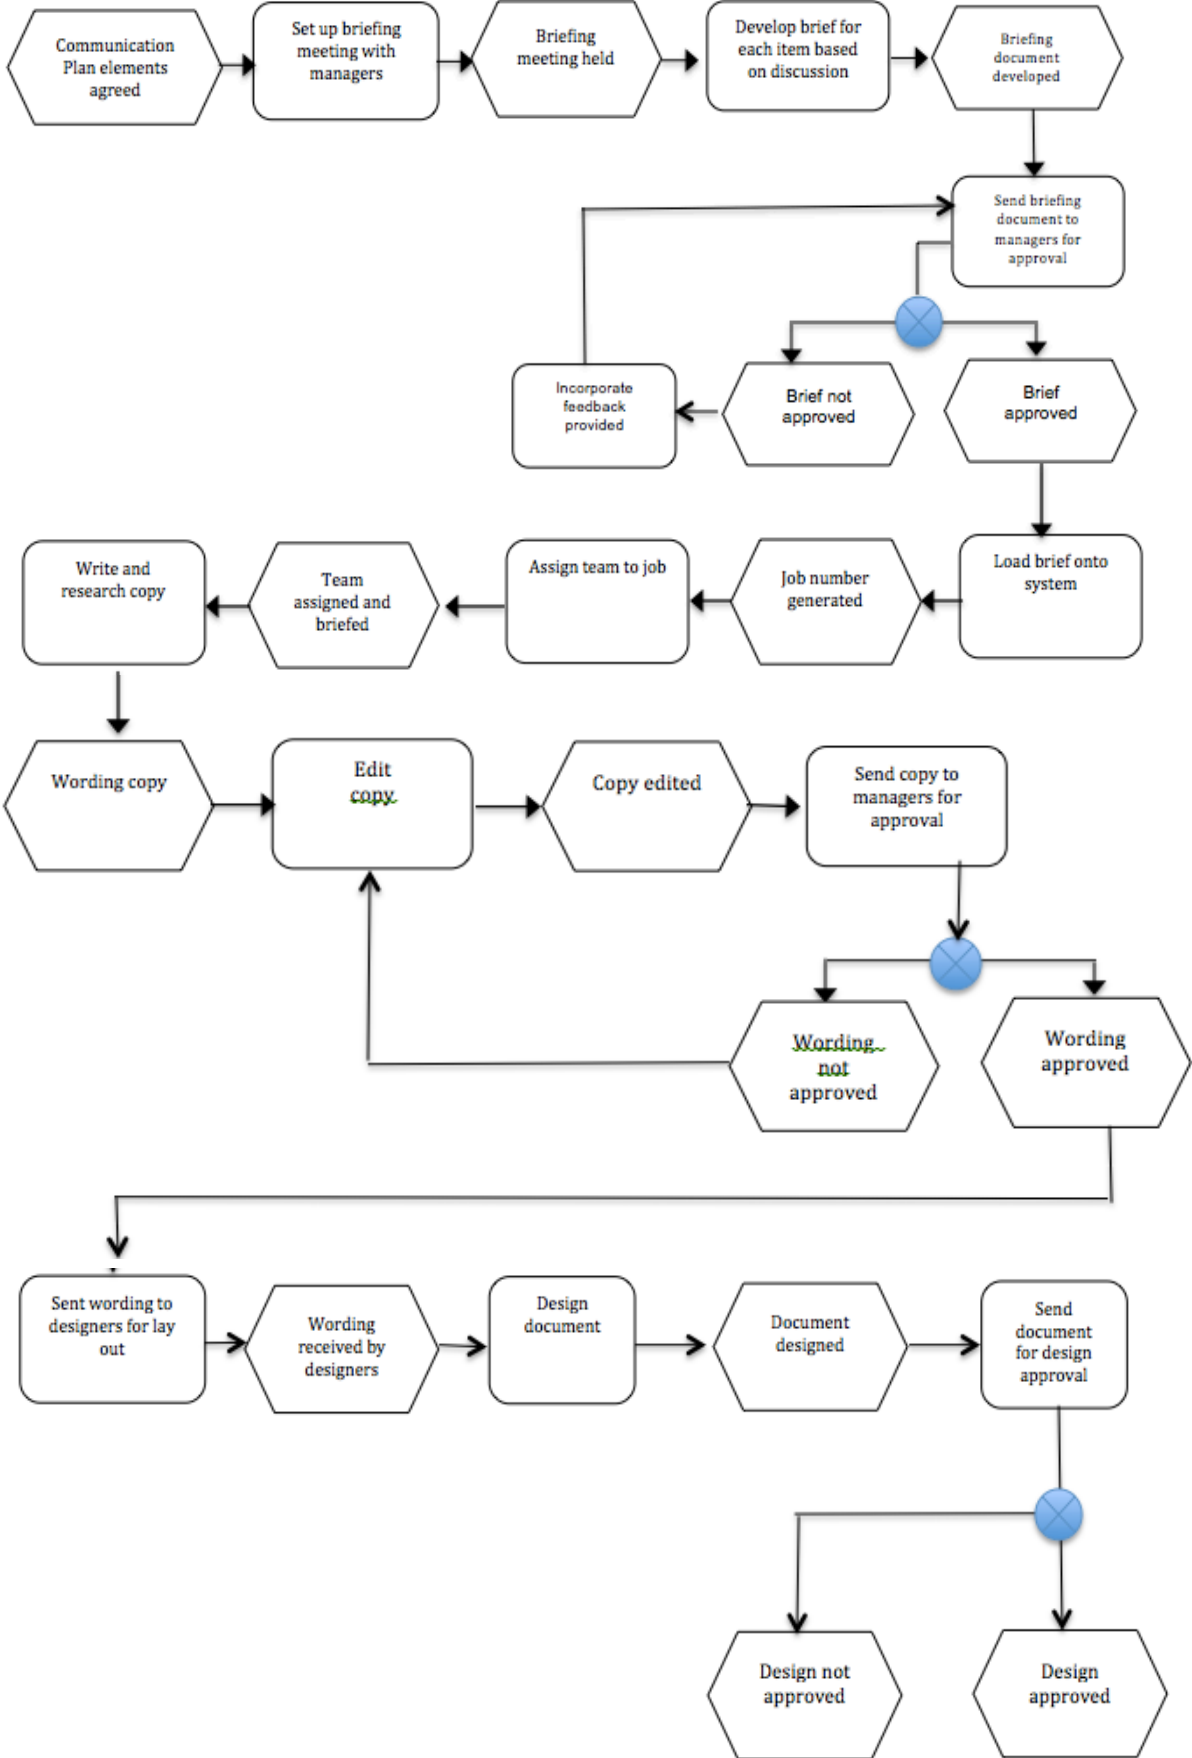 Communication
Plan elements
agreed
Set up briefing
meeting with
managers
Briefing
meeting held
Develop brief for
each item based
on discussion
Briefing
document
developed
Send briefing
document to
managers for
approval
Incorporate
feedback
provided
Brief not
approved
Brief
approved
Write and
research copy
Team
assigned and
briefed
Assign team to job
Job number
generated
Load brief onto
system
Wording copy
Edit
copy
Copy edited
Send copy to
managers for
approval
Wording
not
approved
Wording
approved
Sent wording to
designers for lay
out
Wording
received by
designers
Design
document
Document
designed
Send
document
for design
approval
Design not
approved
Design
approved